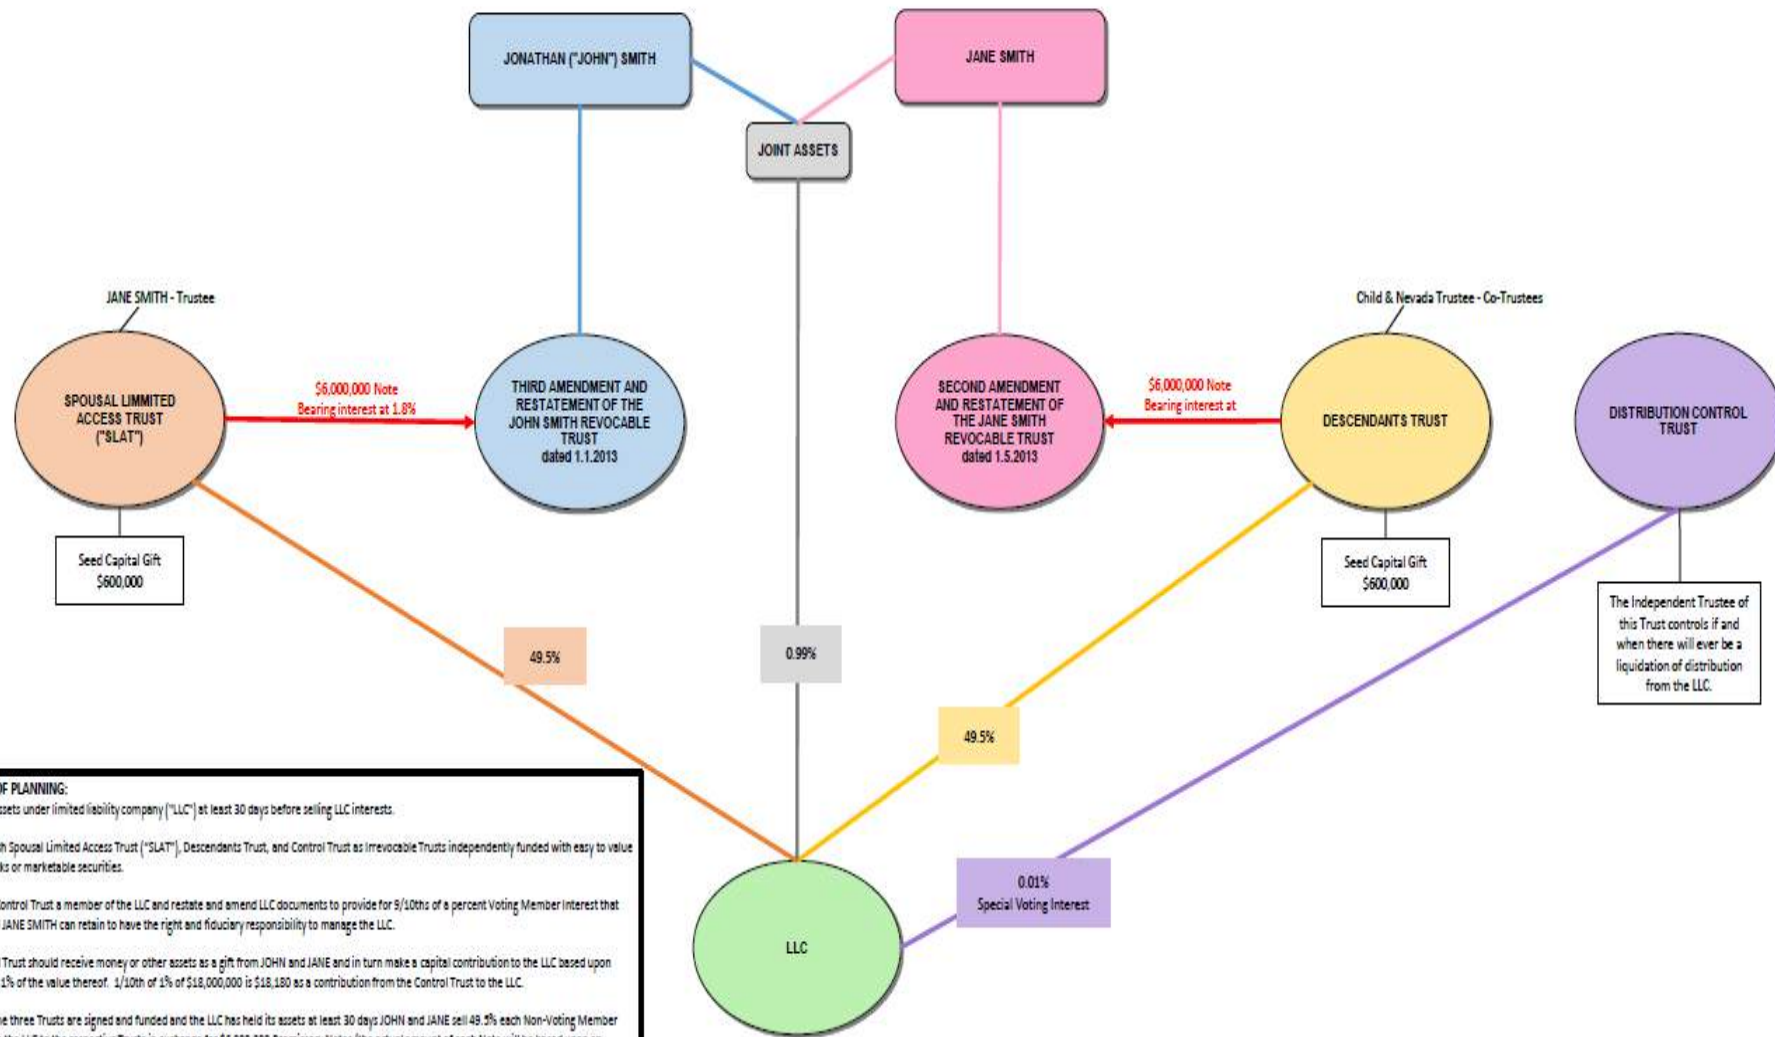 JONATHAN ("JOHN") SMITH
JANE SMITH
JOINT ASSETS
JANE SMITH - Trustee
Child & Nevada Trustee - Co-Trustees
SPOUSAL LIMMITED
ACCESS TRUST
("SLAT")
$6,000,000 Note
Bearing interest at 1.8%
THIRD AMENDMENT AND
RESTATEMENT OF THE
JOHN SMITH REVOCABLE
TRUST
dated 1.1.2013
SECOND AMENDMENT
AND RESTATEMENT OF
THE JANE SMITH
REVOCABLE TRUST
dated 1.5.2013
$6,000,000 Note
Bearing interest at
DESCENDANTS TRUST
DISTRIBUTION CONTROL
TRUST
Seed Capital Gift
$600,000
Seed Capital Gift
$600,000
The Independent Trustee of
this Trust controls if and
when there will ever be a
liquidation of distribution
from the LLC.
49.5%
0.99%
49.5%
0.01%
Special Voting Interest
LLC
OF PLANNING:
ssets under limited liability company ("LLC") at least 30 days before selling LLC interests.
sh Spousal Limited Access Trust ("SLAT"), Descendants Trust, and Control Trust as Irrevocable Trusts independently funded with easy to value
ks or marketable securities.
Control Trust a member of the LLC and restate and amend LLC documents to provide for 9/10ths of a percent Voting Member Interest that
JANE SMITH can retain to have the right and fiduciary responsibility to manage the LLC.
l Trust should receive money or other assets as a gift from JOHN and JANE and in turn make a capital contribution to the LLC based upon
1% of the value thereof. 1/10th of 1% of $18,000,000 is $18,180 as a contribution from the Control Trust to the LLC.
he three Trusts are signed and funded and the LLC has held its assets at least 30 days JOHN and JANE sell 49.5% each Non-Voting Member